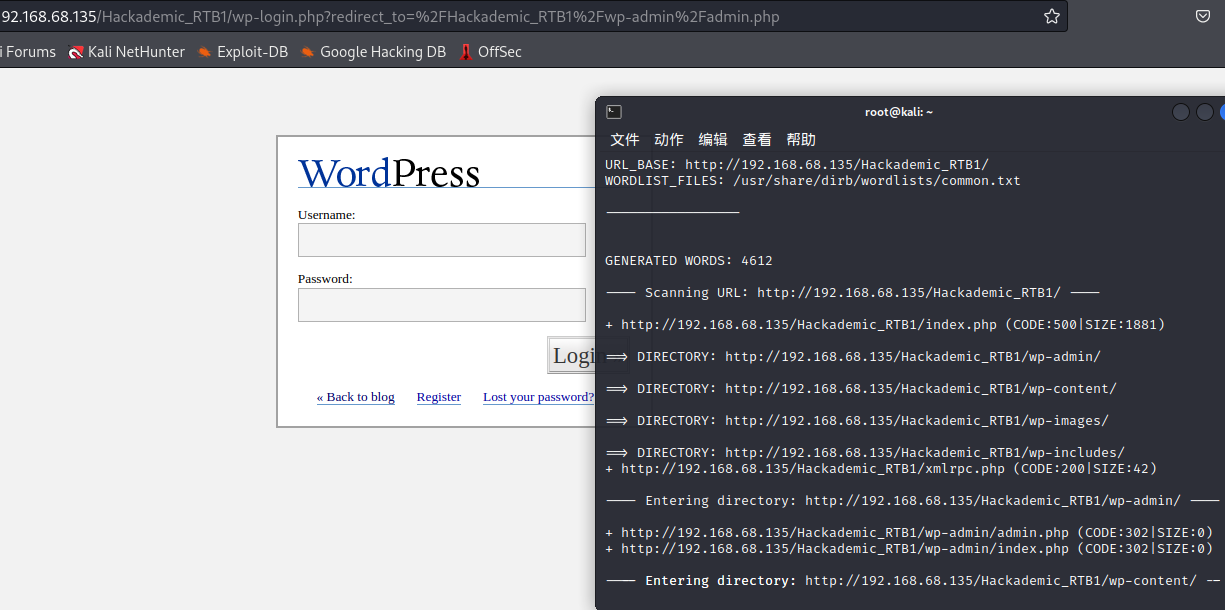 92.168.68.135/Hackademic_RTB1/wp-login.php?redirect_to=%2FHackademic_RTB1%2Fwp-admin%2Fadmin.php
i Forums Kali NetHunter Exploit-DB Google Hacking DB OffSec
WordPress
Username:
Password:
Logi
« Back to blog Register Lost your password?
root@kali: ~
文件 动作 编辑 查看 帮助
URL_BASE: http://192.168.68.135/Hackademic_RTB1/
WORDLIST_FILES: /usr/share/dirb/wordlists/common.txt
-----------------
GENERATED WORDS: 4612
---- Scanning URL: http://192.168.68.135/Hackademic_RTB1/ ----
+ http://192.168.68.135/Hackademic_RTB1/index.php (CODE:500|SIZE:1881)
==> DIRECTORY: http://192.168.68.135/Hackademic_RTB1/wp-admin/
==> DIRECTORY: http://192.168.68.135/Hackademic_RTB1/wp-content/
==> DIRECTORY: http://192.168.68.135/Hackademic_RTB1/wp-images/
==> DIRECTORY: http://192.168.68.135/Hackademic_RTB1/wp-includes/
+ http://192.168.68.135/Hackademic_RTB1/xmlrpc.php (CODE:200|SIZE:42)
---- Entering directory: http://192.168.68.135/Hackademic_RTB1/wp-admin/ ----
+ http://192.168.68.135/Hackademic_RTB1/wp-admin/admin.php (CODE:302|SIZE:0)
+ http://192.168.68.135/Hackademic_RTB1/wp-admin/index.php (CODE:302|SIZE:0)
---- Entering directory: http://192.168.68.135/Hackademic_RTB1/wp-content/ --